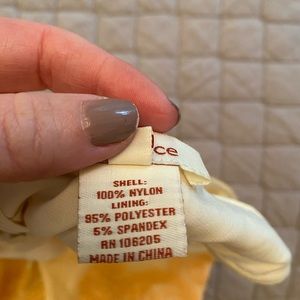 SHELL:
100% NYLON
LINING:
95% POLYESTER
5% SPANDEX
RN 106205
MADE IN CHINA